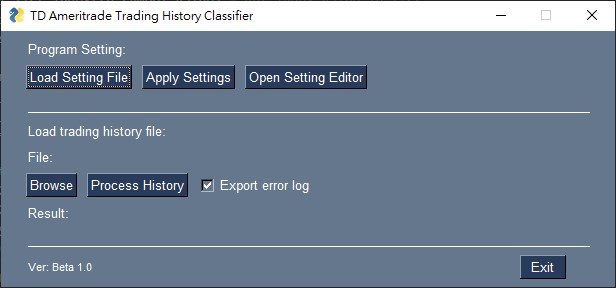 TD Ameritrade Trading History Classifier
Program Setting:
Load Setting File Apply Settings Open Setting Editor
Load trading history file:
File:
Browse Process History Export error log
Result:
Ver: Beta 1.0 Exit